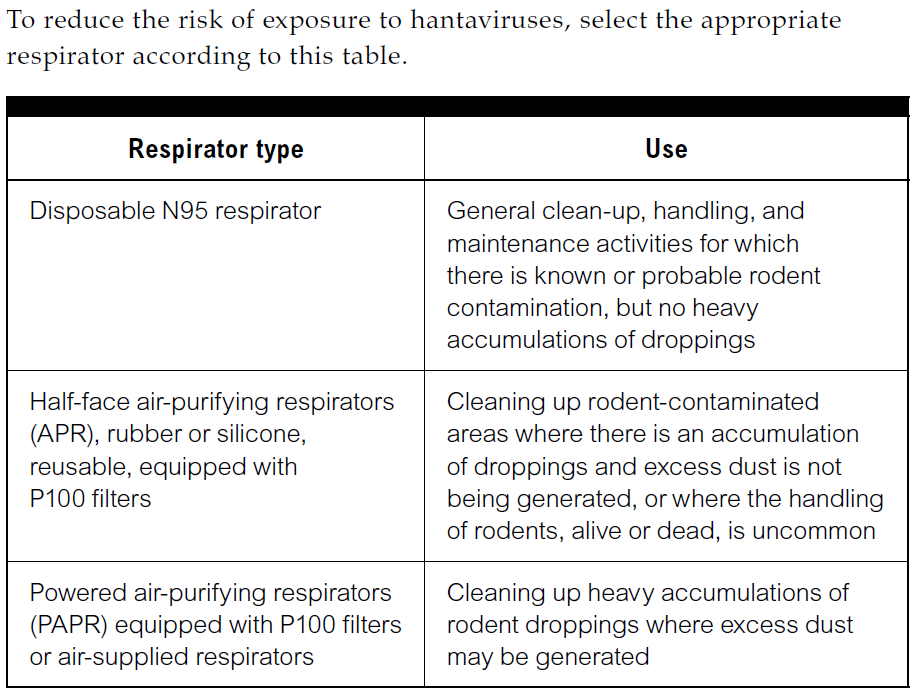 To reduce the risk of exposure to hantaviruses, select the appropriate
respirator according to this table.
Respirator type
Use
Disposable N95 respirator
General clean-up, handling, and
maintenance activities for which
there is known or probable rodent
contamination, but no heavy
accumulations of droppings
Half-face air-purifying respirators
(APR), rubber or silicone,
reusable, equipped with
P100 filters
Cleaning up rodent-contaminated
areas where there is an accumulation
of droppings and excess dust is not
being generated, or where the handling
of rodents, alive or dead, is uncommon
Powered air-purifying respirators
(PAPR) equipped with P100 filters
or air-supplied respirators
Cleaning up heavy accumulations of
rodent droppings where excess dust
may be generated